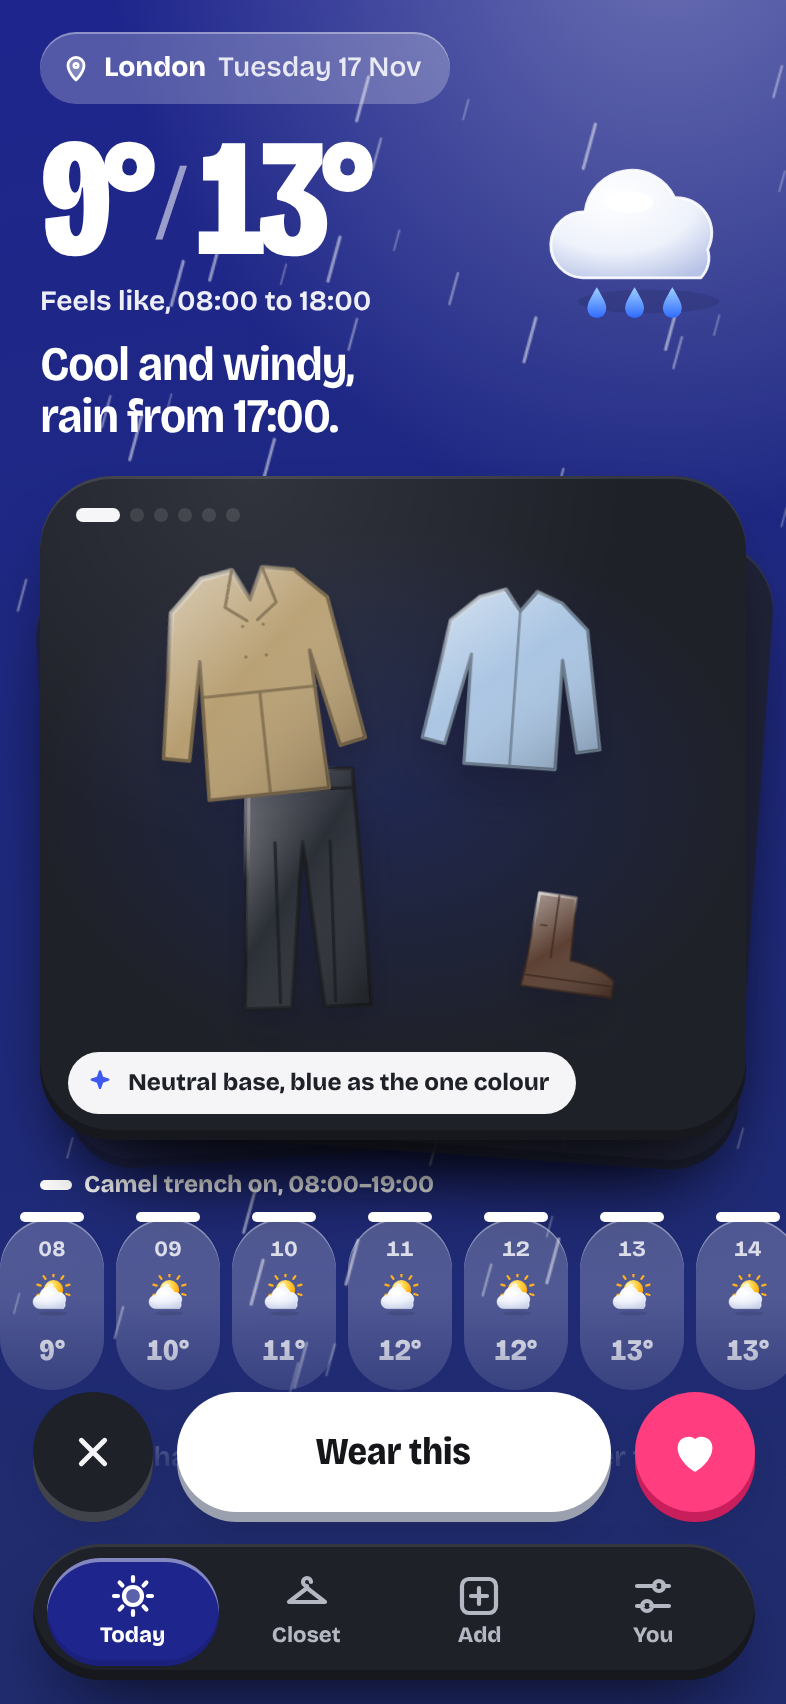 London Tuesday 17 Nov
9°/13°
Feels like, 08:00 to 18:00
Cool and windy,
rain from 17:00.
Neutral base, blue as the one colour
Camel trench on, 08:00–19:00
08 09 10 11 12 13 14
9° 10° 11° 12° 12° 13° 13°
Wear this
Today Closet Add You